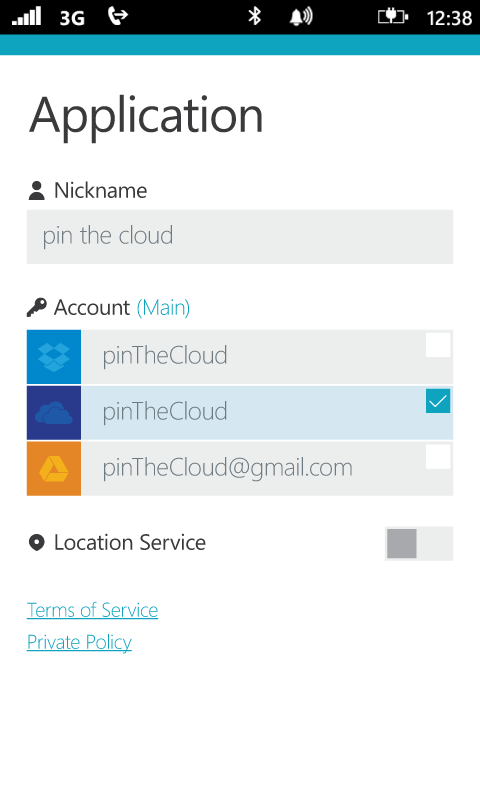 3G 12:38
Application
Nickname
pin the cloud
Account (Main)
pinTheCloud
pinTheCloud
pinTheCloud@gmail.com
Location Service
Terms of Service
Private Policy